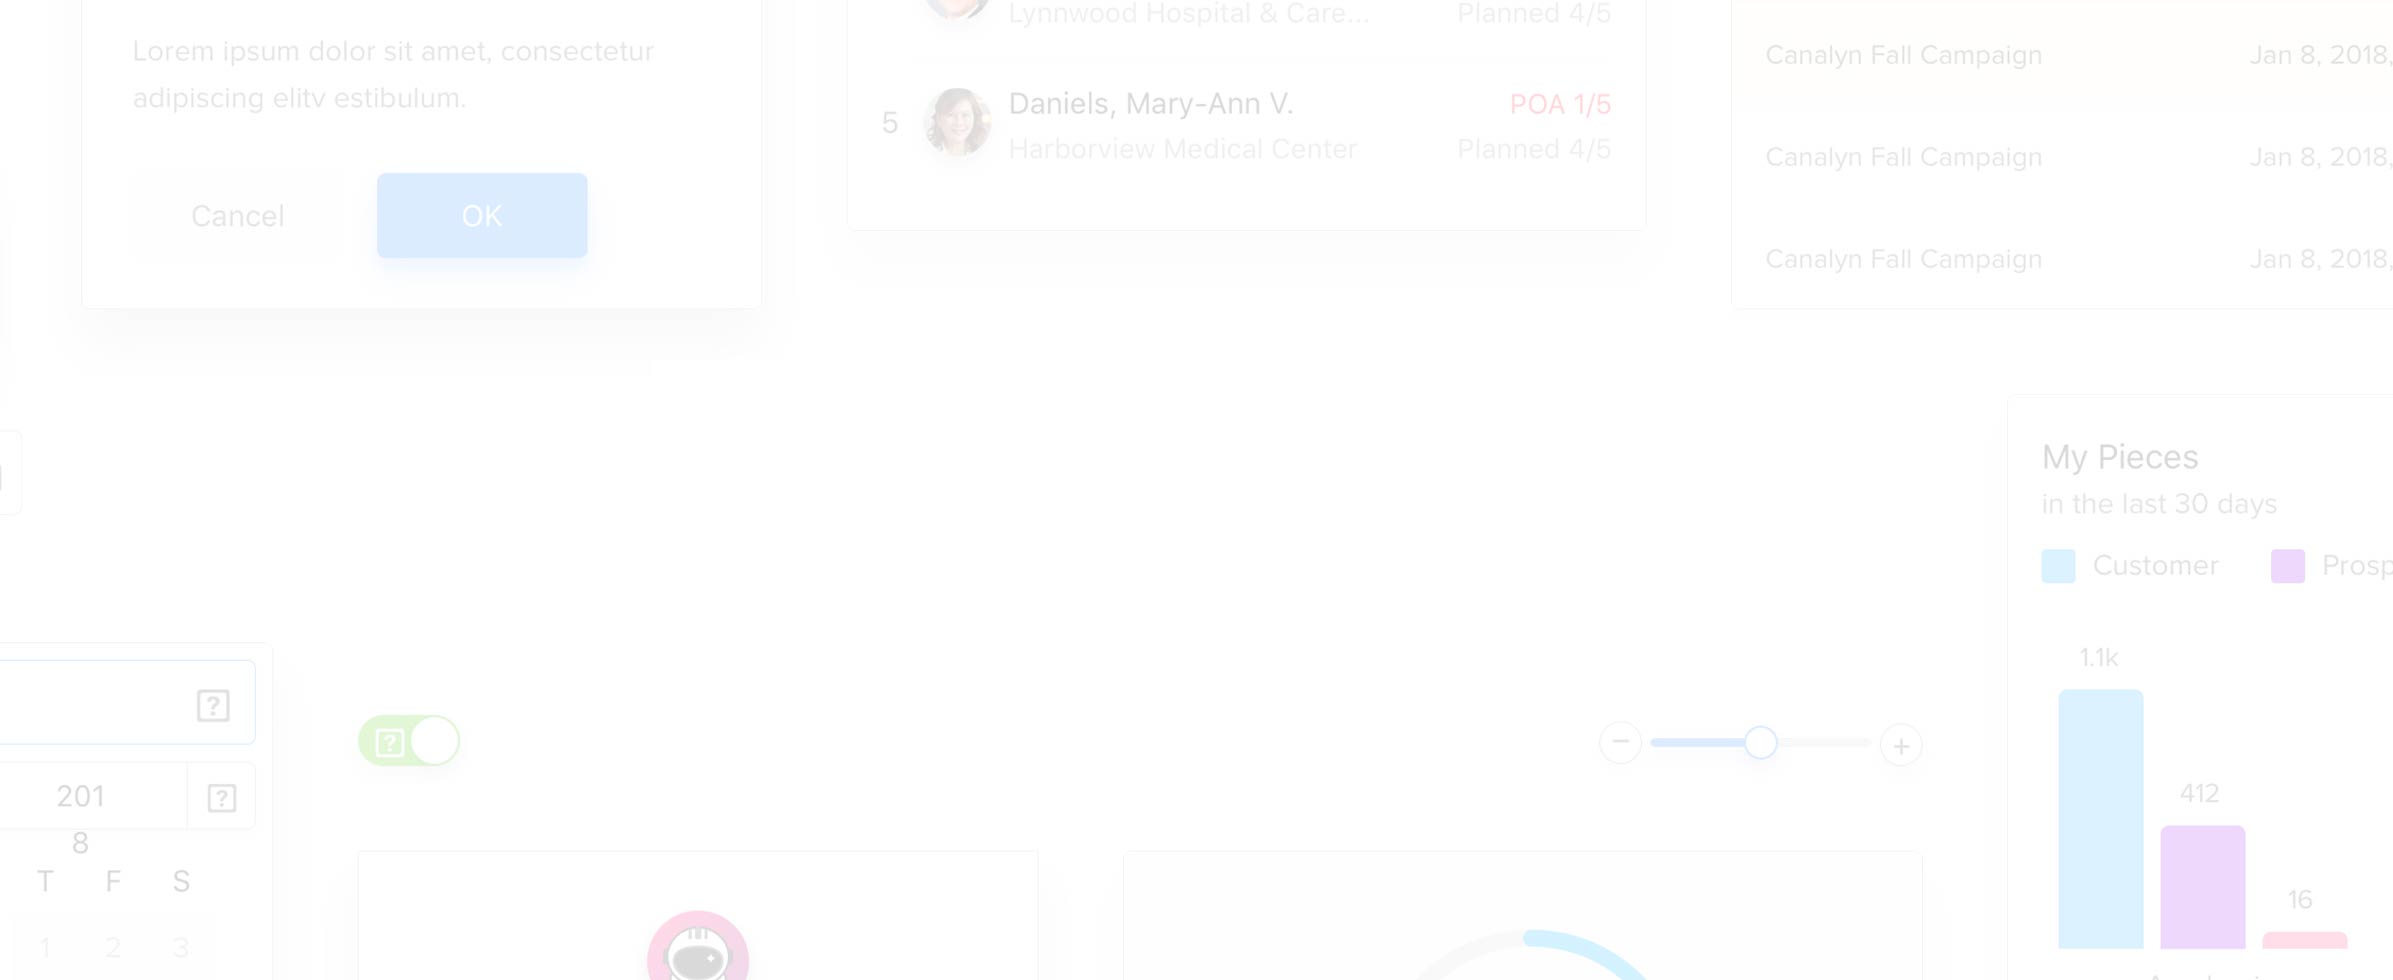 Lorem ipsum dolor sit amet, consectetur
adipiscing elitv estibulum.
Cancel
OK
Lynnwood Hospital & Care...
Planned 4/5
5
Daniels, Mary-Ann V.
POA 1/5
Harborview Medical Center
Planned 4/5
Canalyn Fall Campaign
Jan 8, 2018,
Canalyn Fall Campaign
Jan 8, 2018,
Canalyn Fall Campaign
Jan 8, 2018,
My Pieces
in the last 30 days
Customer
Prosp
1.1k
412
16
?
?
201
8
T F S
1 2 3
?